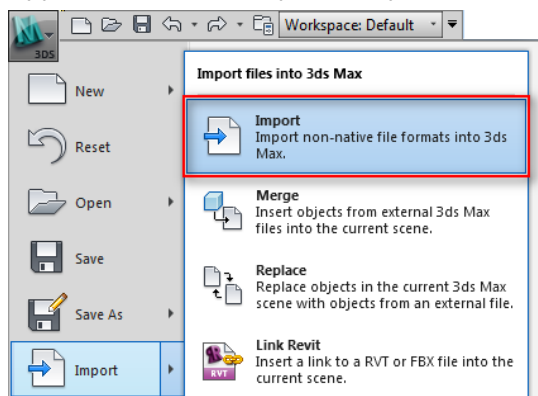 Workspace: Default
3DS
New
Reset
Open
Save
Save As
Import
Import files into 3ds Max
Import
Import non-native file formats into 3ds
Max.
Merge
Insert objects from external 3ds Max
files into the current scene.
Replace
Replace objects in the current 3ds Max
scene with objects from an external file.
Link Revit
RVT
Insert a link to a RVT or FBX file into the
current scene.